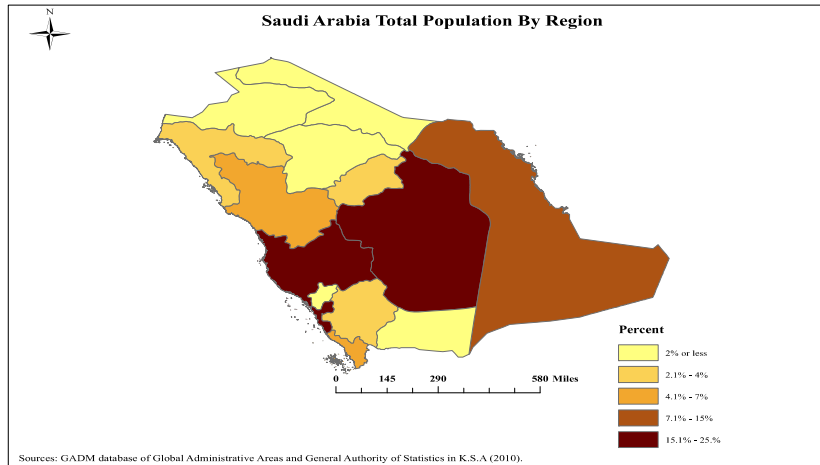 Saudi Arabia Total Population By Region
N
Percent
2% or less
2.1% - 4%
4.1% - 7%
7.1% - 15%
15.1% - 25.%
0 145 290 580 Miles
Sources: GADM database of Global Administrative Areas and General Authority of Statistics in K.S.A (2010).